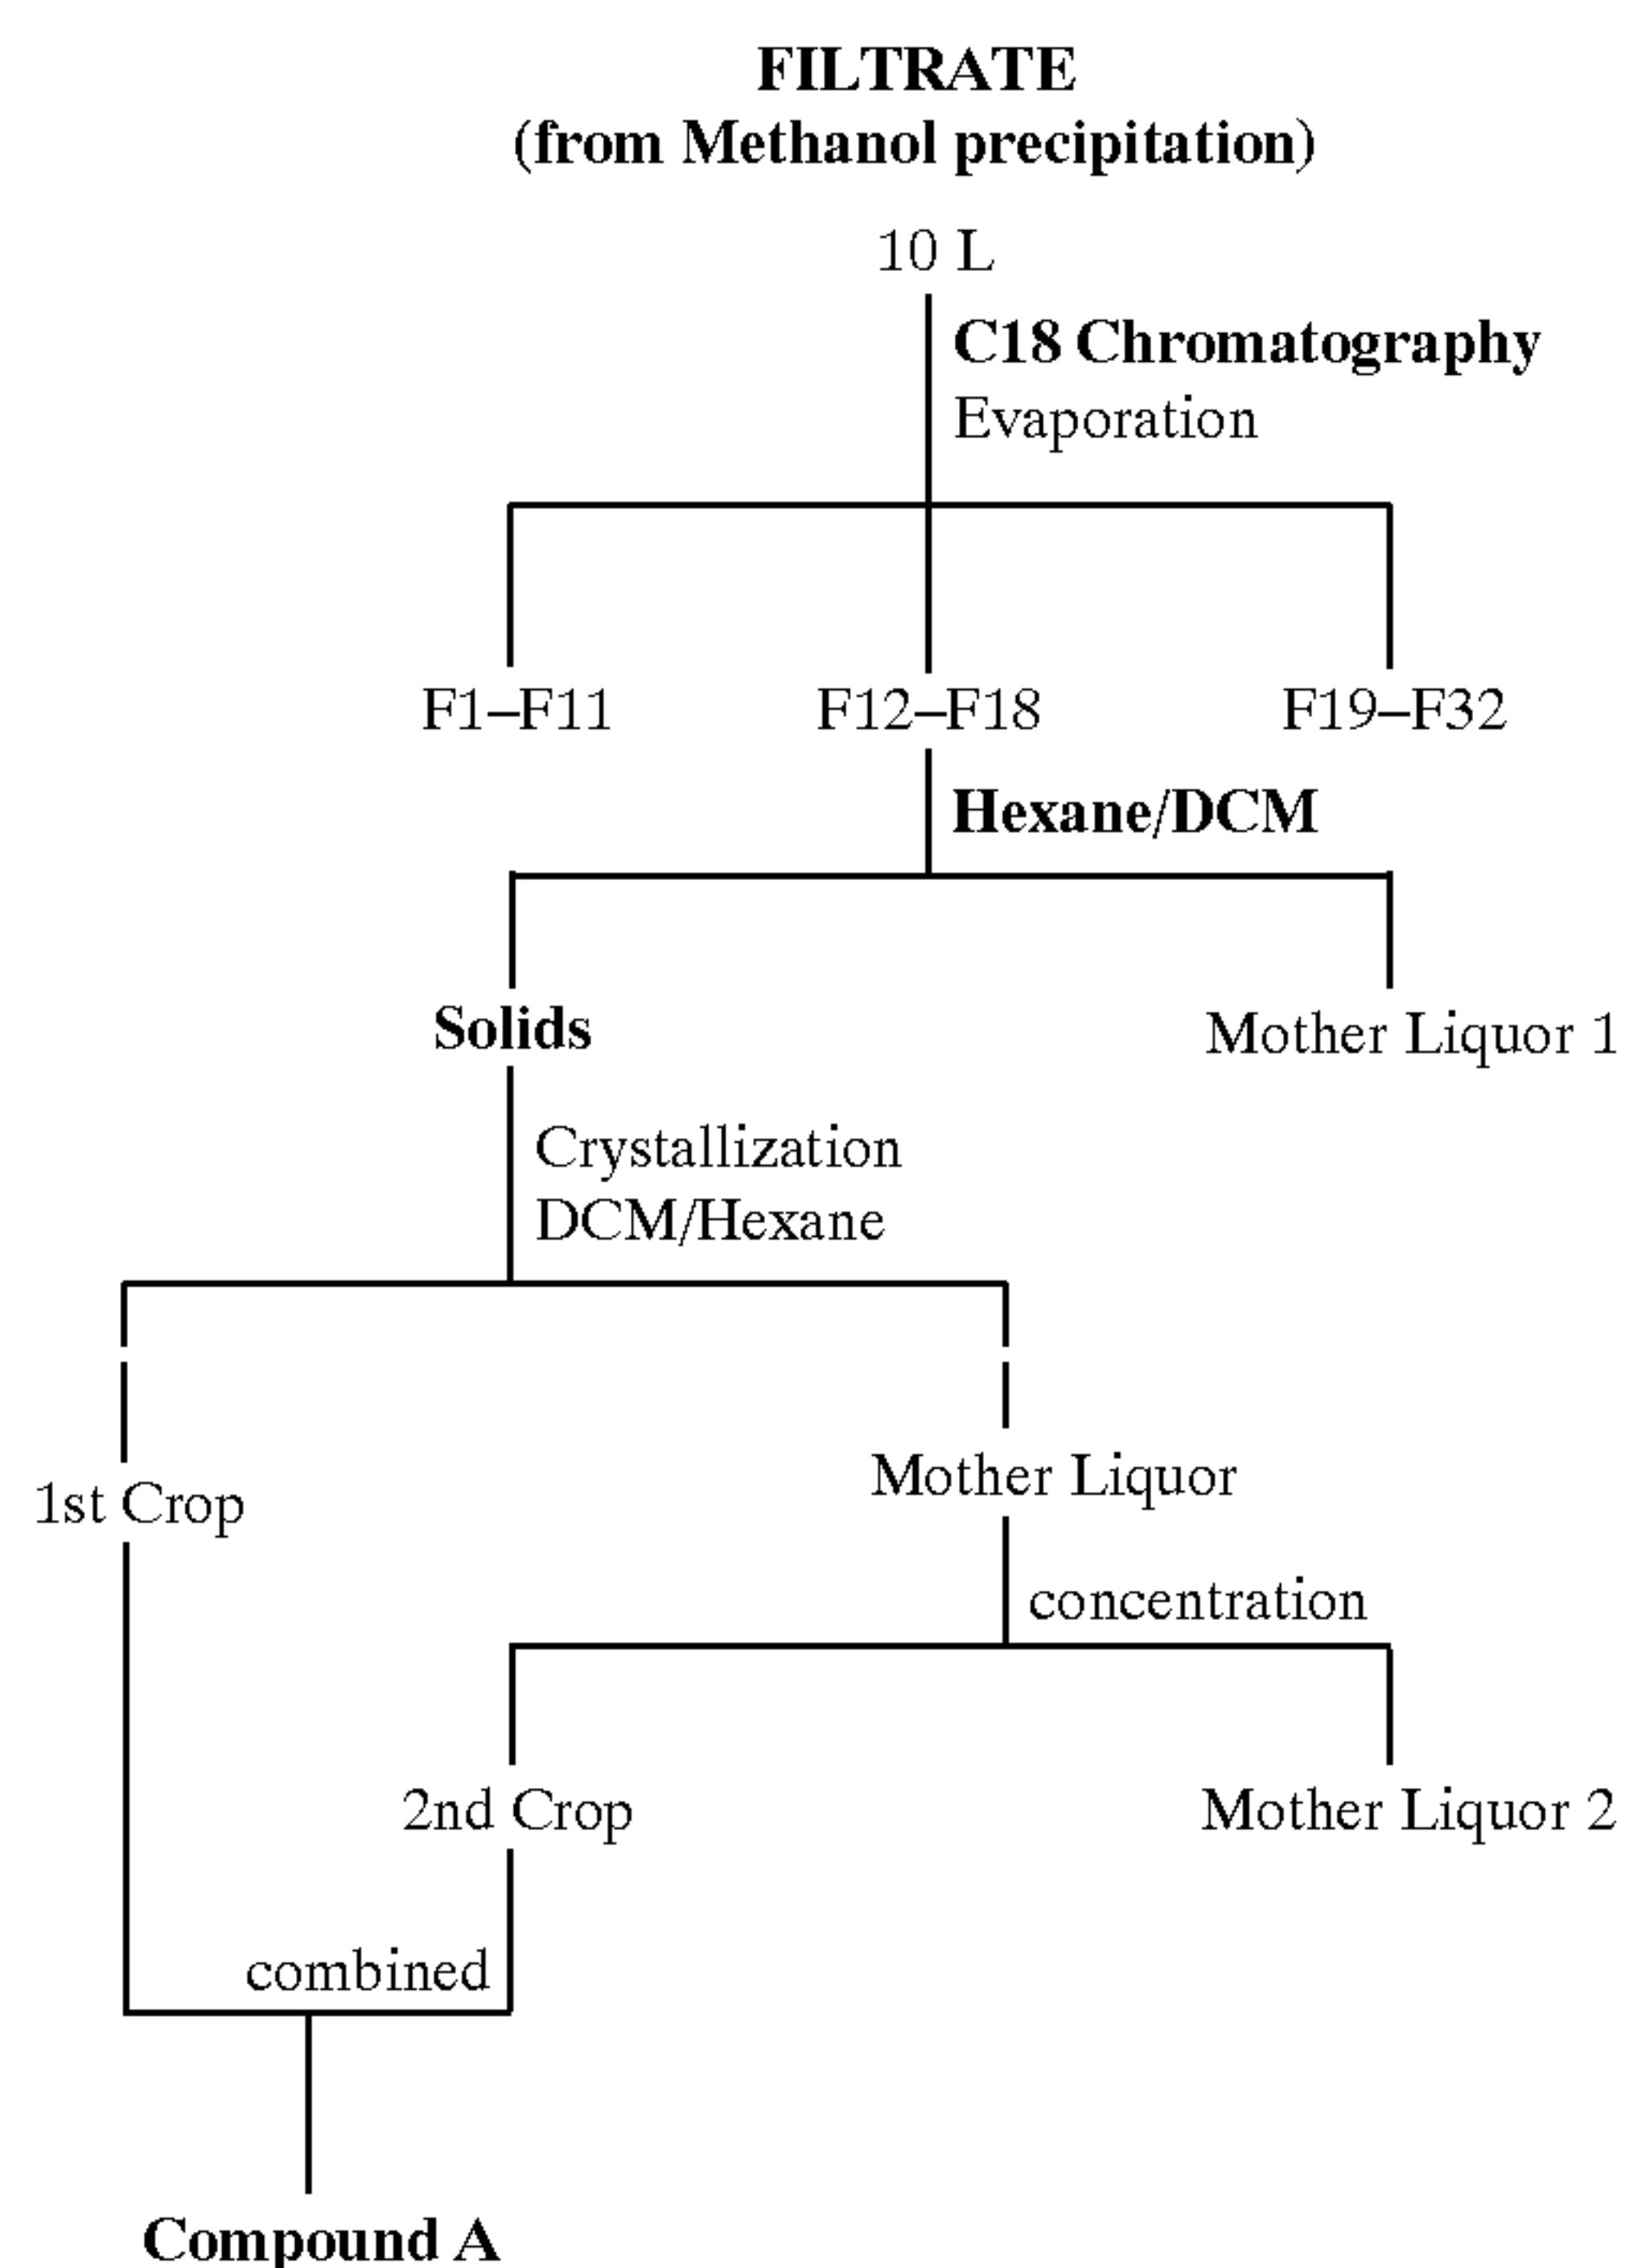 FILTRATE
(from Methanol precipitation)
10 L
C18 Chromatography
Evaporation
F1–F11
F12–F18
F19–F32
Hexane/DCM
Solids
Mother Liquor 1
Crystallization
DCM/Hexane
1st Crop
Mother Liquor
concentration
2nd Crop
Mother Liquor 2
combined
Compound A